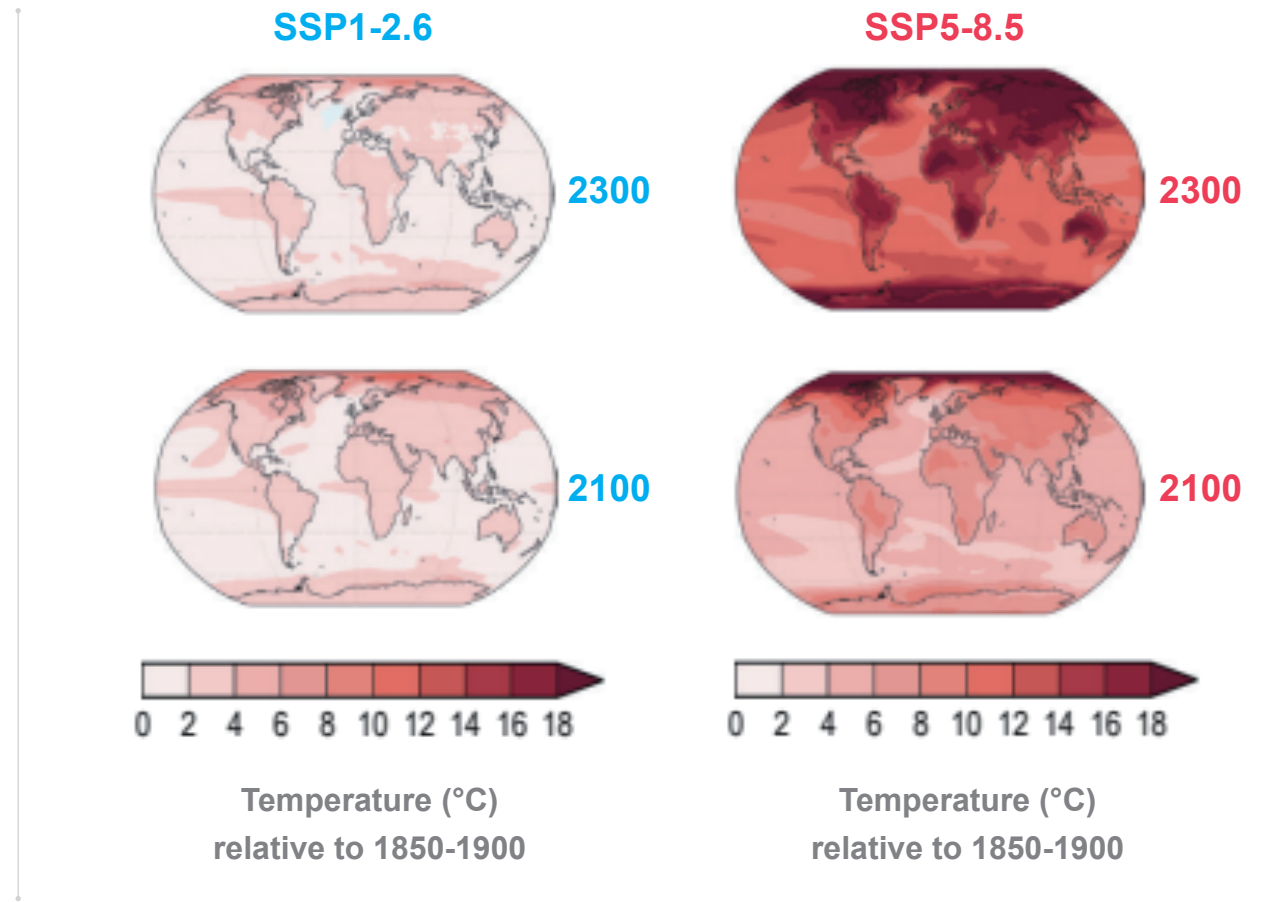 SSP1-2.6
SSP5-8.5
2300
2300
2100
2100
0 2 4 6 8 10 12 14 16 18
0 2 4 6 8 10 12 14 16 18
Temperature (°C)
relative to 1850-1900
Temperature (°C)
relative to 1850-1900